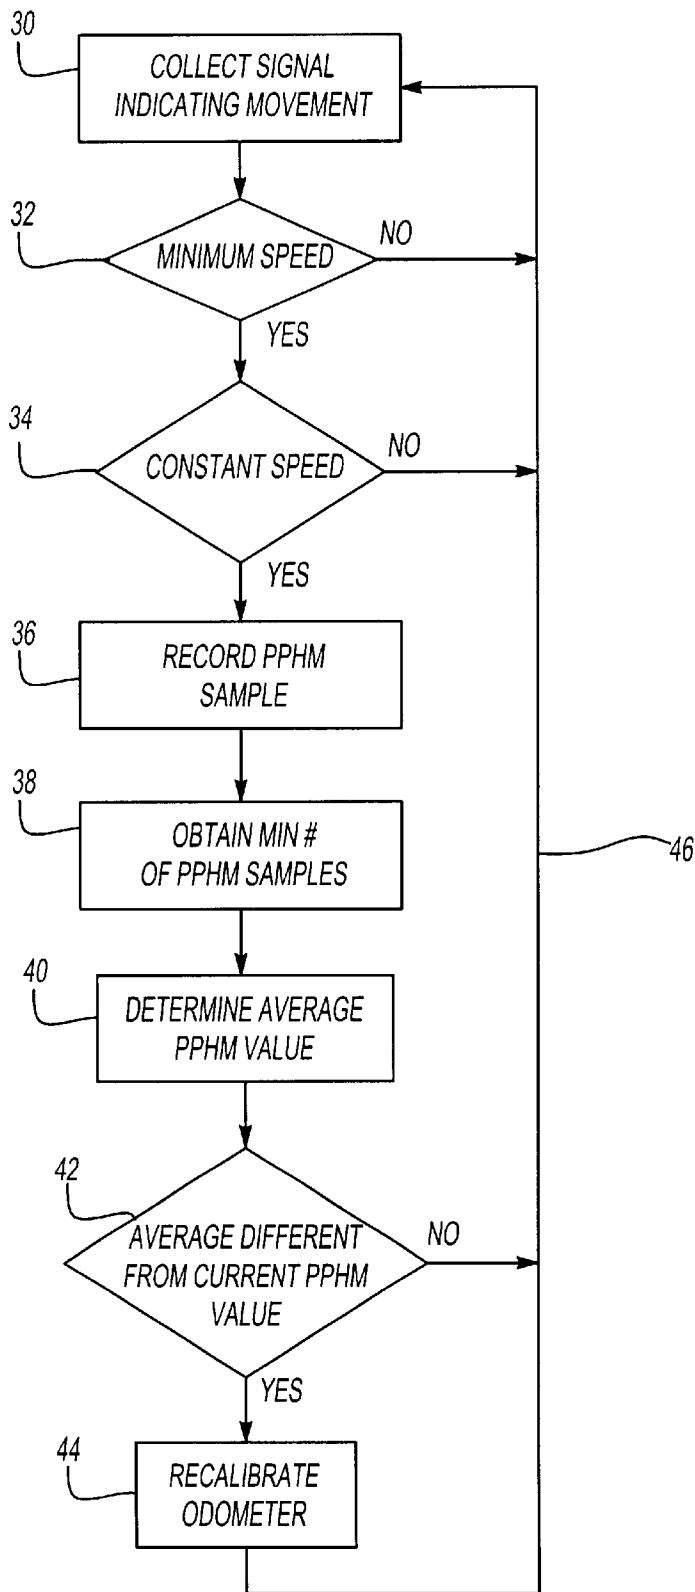 30
COLLECT SIGNAL
INDICATING MOVEMENT
32
MINIMUM SPEED
NO
YES
34
CONSTANT SPEED
NO
YES
36
RECORD PPHM
SAMPLE
38
OBTAIN MIN #
OF PPHM SAMPLES
46
40
DETERMINE AVERAGE
PPHM VALUE
42
AVERAGE DIFFERENT
FROM CURRENT PPHM
VALUE
NO
YES
44
RECALIBRATE
ODOMETER